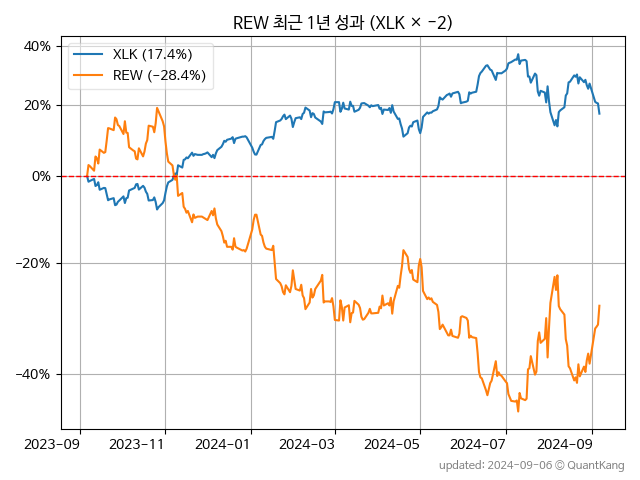 REW 최근 1년 성과 (XLK × −2)
XLK (17.4%)
REW (−28.4%)
40%
20%
0%
−20%
−40%
2023−09 2023−11 2024−01 2024−03 2024−05 2024−07 2024−09
updated: 2024-09-06 © QuantKang